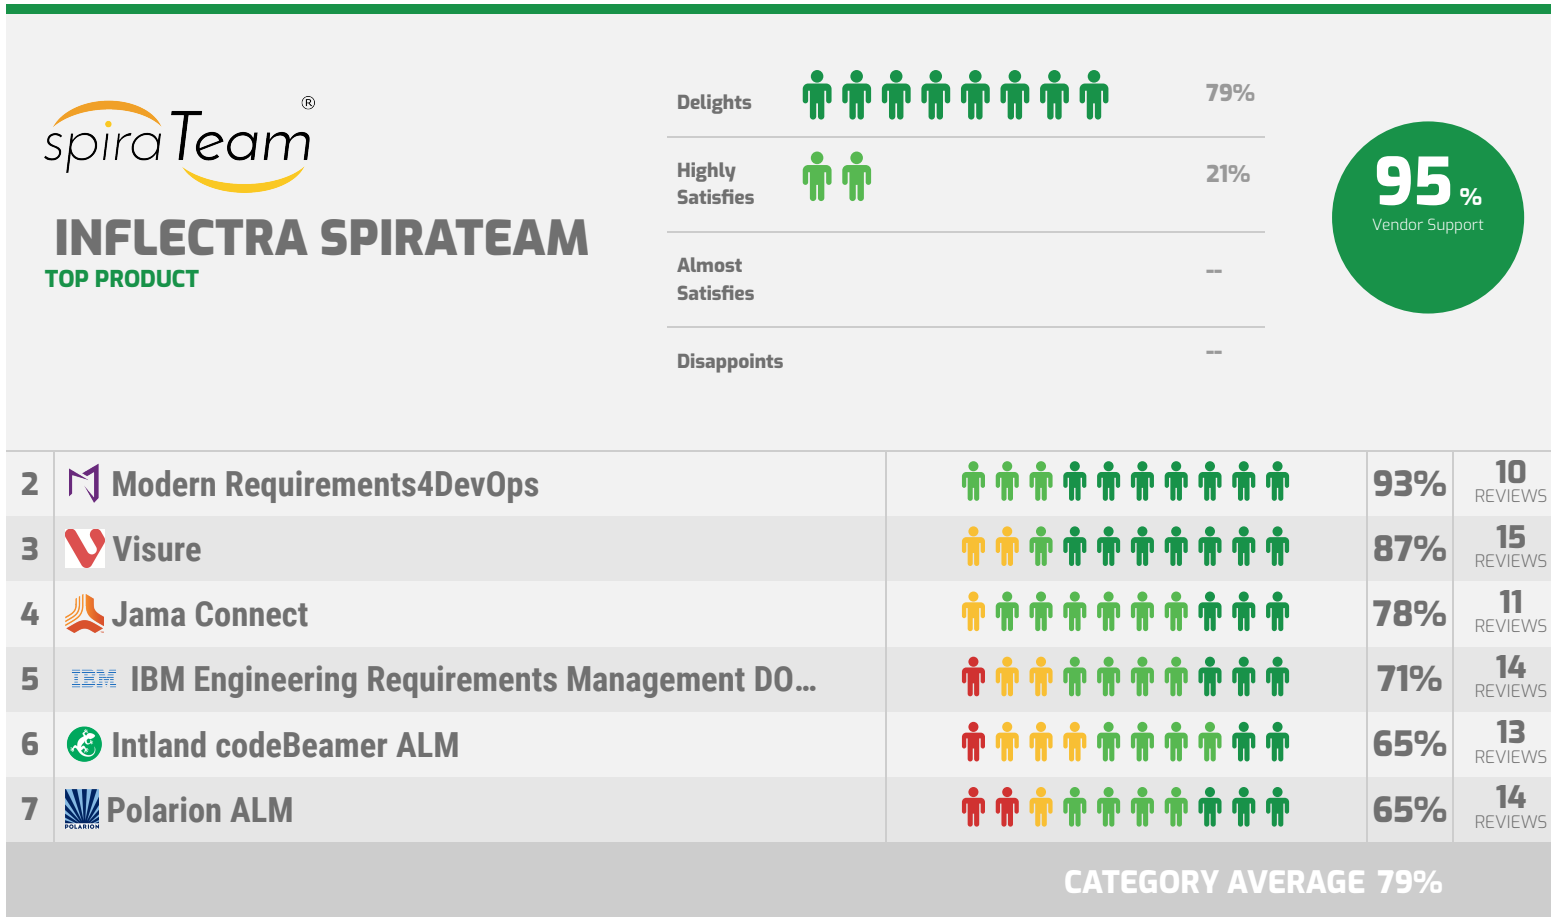 spiraTeam®
INFLECTRA SPIRATEAM
TOP PRODUCT
Delights 79%
Highly
Satisfies 21%
Almost
Satisfies --
Disappoints --
95 %
Vendor Support
2 Modern Requirements4DevOps 93% 10 REVIEWS
3 Visure 87% 15 REVIEWS
4 Jama Connect 78% 11 REVIEWS
5 IBM IBM Engineering Requirements Management DO... 71% 14 REVIEWS
6 Intland codeBeamer ALM 65% 13 REVIEWS
7 POLARION Polarion ALM 65% 14 REVIEWS
CATEGORY AVERAGE 79%